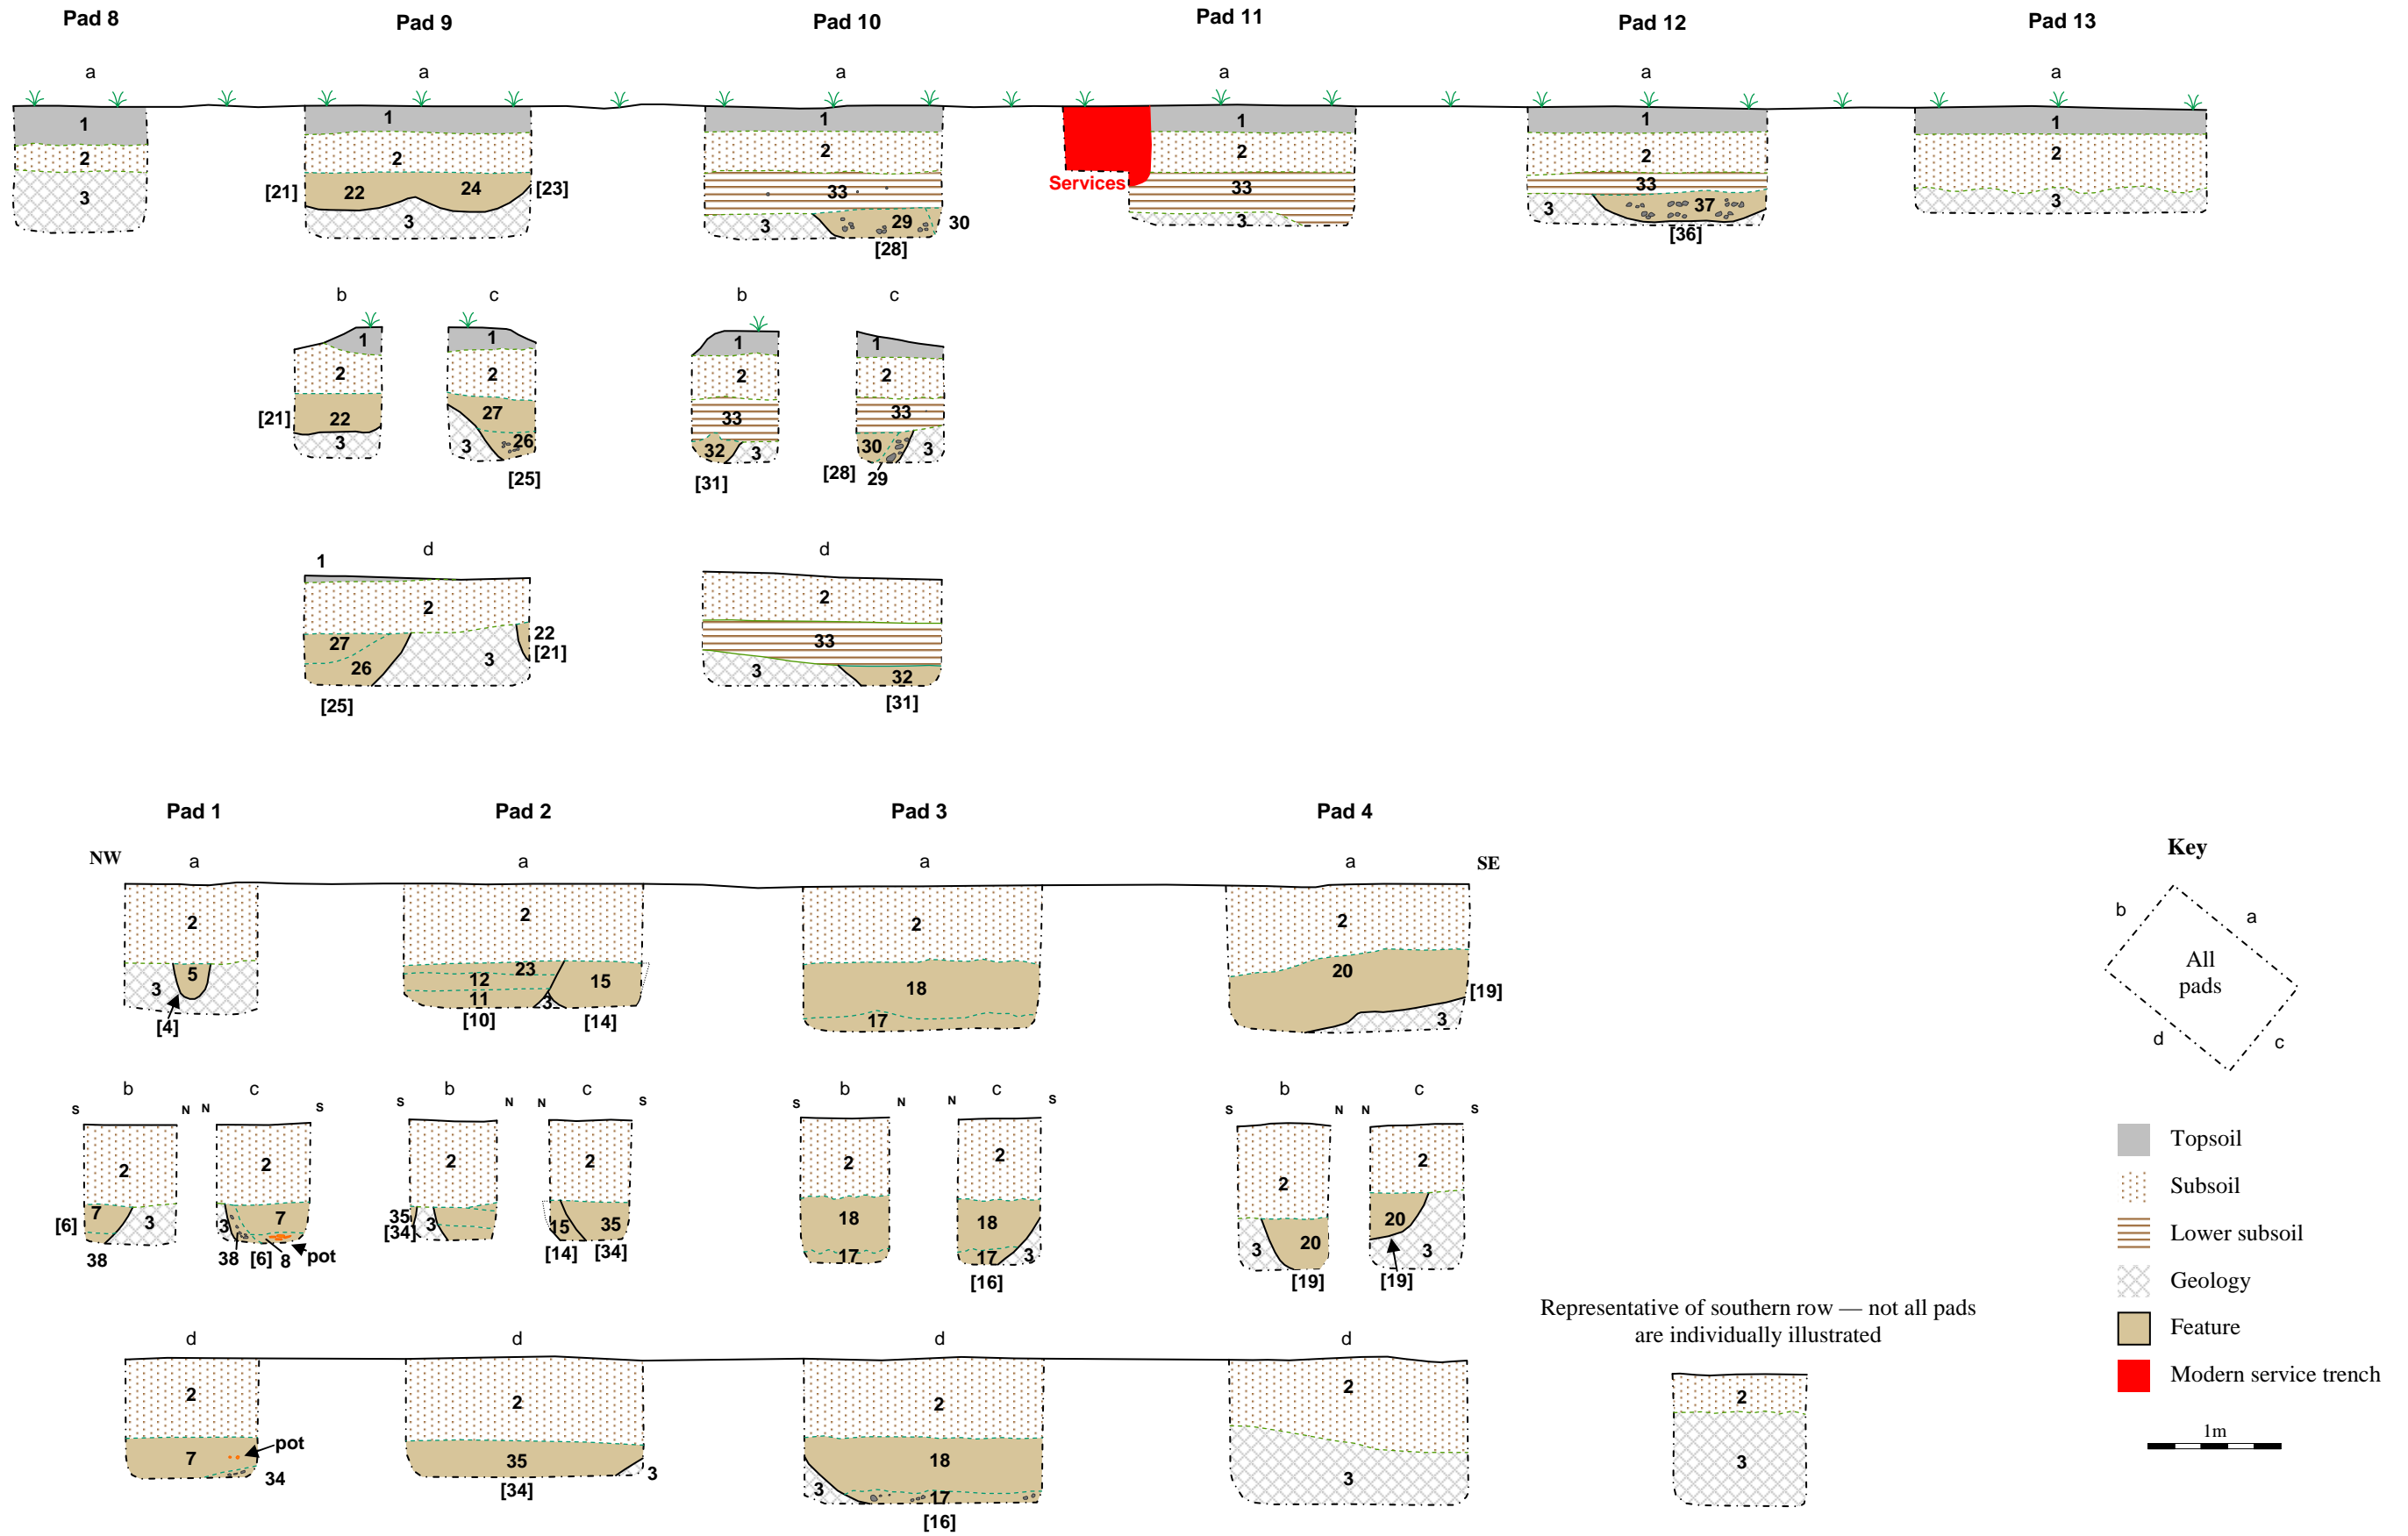 Pad 8
Pad 9
Pad 10
Pad 11
Pad 12
Pad 13
a
a
a
a
a
a
1
2
3
1
2
[21]
22
24
[23]
3
1
2
33
3
29
30
[28]
1
2
Services
33
3
1
2
33
3
37
[36]
1
2
3
b
c
b
c
1
2
[21]
22
3
1
2
27
3
26
[25]
1
2
33
32
3
[31]
1
2
33
30
3
[28]
29
d
d
1
2
27
26
3
22
[21]
[25]
2
33
3
32
[31]
Pad 1
Pad 2
Pad 3
Pad 4
NW
a
a
a
a
SE
2
5
3
[4]
2
23
12
11
3
15
[10]
[14]
2
18
17
2
20
[19]
3
b
c
b
c
b
c
b
c
S
N
N
S
S
N
N
S
S
N
N
S
S
N
N
S
2
7
[6]
3
38
2
3
7
38
[6]
8
pot
2
35
[34]
3
2
15
35
[14]
[34]
2
18
17
2
18
17
3
[16]
2
3
20
[19]
2
20
3
[19]
d
d
d
d
2
7
pot
34
2
35
3
[34]
2
18
3
17
[16]
2
3
Representative of southern row — not all pads
are individually illustrated
2
3
Key
b
a
All
pads
d
c
Topsoil
Subsoil
Lower subsoil
Geology
Feature
Modern service trench
1m